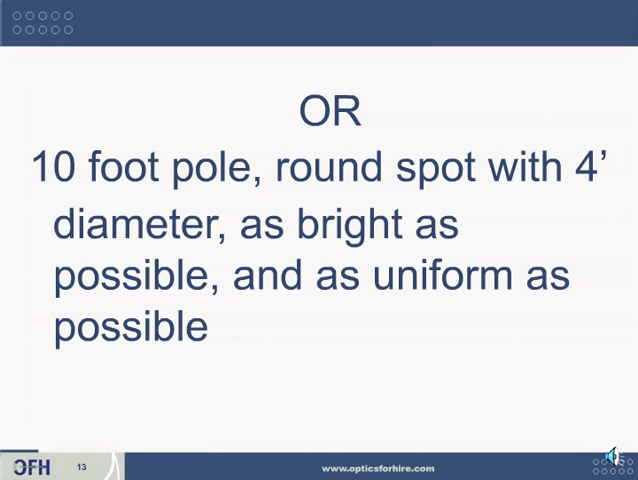 OR
10 foot pole, round spot with 4’
diameter, as bright as
possible, and as uniform as
possible
OFH
13
www.opticsforhire.com